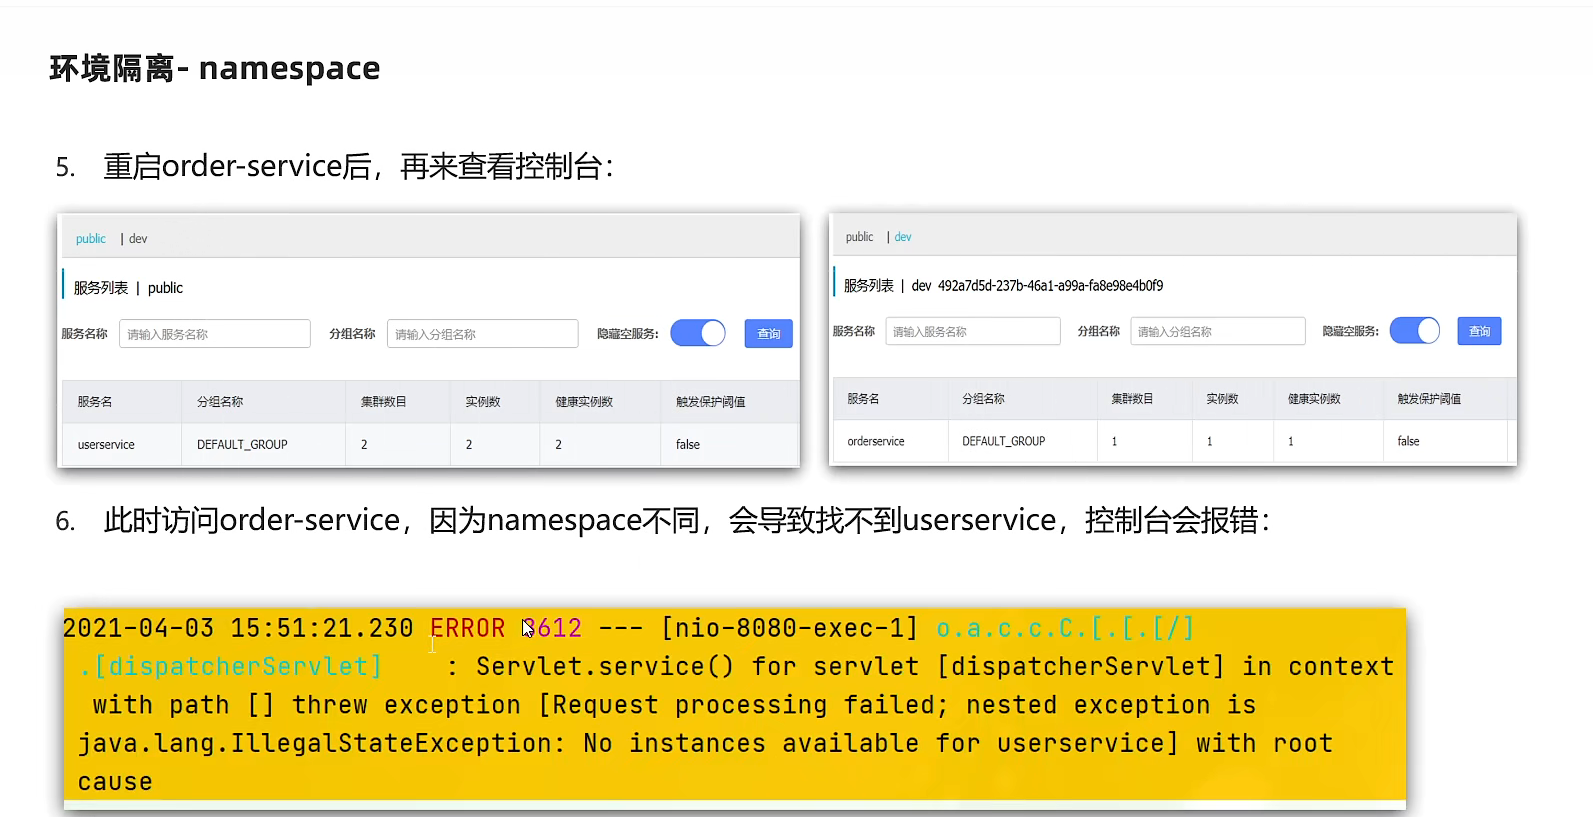 环境隔离- namespace
5. 重启order-service后，再来查看控制台：
public | dev
服务列表 | public
服务名称 请输入服务名称 分组名称 请输入分组名称 隐藏空服务: 查询
服务名 分组名称 集群数目 实例数 健康实例数 触发保护阈值
userservice DEFAULT_GROUP 2 2 2 false
public | dev
服务列表 | dev 492a7d5d-237b-46a1-a99a-fa8e98e4b0f9
服务名称 请输入服务名称 分组名称 请输入分组名称 隐藏空服务: 查询
服务名 分组名称 集群数目 实例数 健康实例数 触发保护阈值
orderservice DEFAULT_GROUP 1 1 1 false
6. 此时访问order-service，因为namespace不同，会导致找不到userservice，控制台会报错：
2021-04-03 15:51:21.230 ERROR 3612 --- [nio-8080-exec-1] o.a.c.c.C.[.[.[/]
.[dispatcherServlet] : Servlet.service() for servlet [dispatcherServlet] in context
with path [] threw exception [Request processing failed; nested exception is
java.lang.IllegalStateException: No instances available for userservice] with root
cause